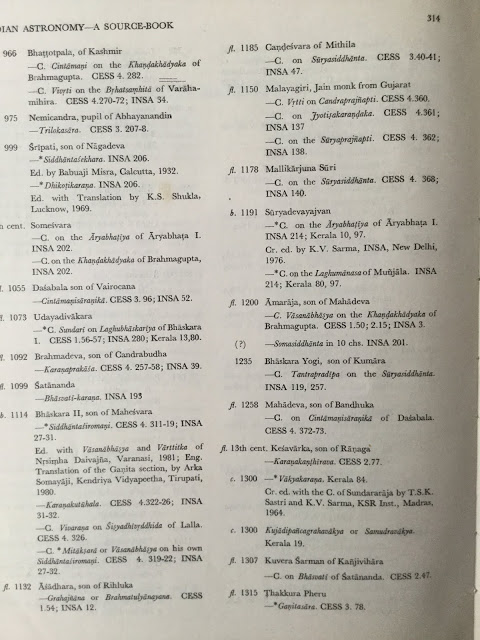 DIAN ASTRONOMY—A SOURCE-BOOK
314
966 Bhaṭṭotpala, of Kashmir
—C. Cintāmaṇi on the Khaṇḍakhādyaka of
Brahmagupta. CESS 4. 282.
—C. Vivṛti on the Bṛhatsaṃhitā of Varāha-
mihira. CESS 4.270-72; INSA 34.
975 Nemicandra, pupil of Abhayanandin
—Trilokasāra. CESS 3. 207-8.
999 Śrīpati, son of Nāgadeva
—*Siddhāntaśekhara. INSA 206.
Ed. by Babuaji Misra, Calcutta, 1932.
—*Dhikoṭikaraṇa. INSA 206.
Ed. with Translation by K.S. Shukla,
Lucknow, 1969.
cent. Someśvara
—C. on the Āryabhaṭīya of Āryabhaṭa I.
INSA 202.
—C. on the Khaṇḍakhādyaka of Brahmagupta,
INSA 202.
fl. 1055 Daśabala son of Vairocana
—Cintāmaṇisāraṇikā. CESS 3. 96; INSA 52.
fl. 1073 Udayadivākara
—*C. Sundarī on Laghubhāskarīya of Bhāskara
I. CESS 1.56-57; INSA 280; Kerala 13,80.
fl. 1092 Brahmadeva, son of Candrabudha
—Karaṇaprakāśa. CESS 4. 257-58; INSA 39.
fl. 1099 Śatānanda
—Bhāsvatī-karaṇa. INSA 193
b. 1114 Bhāskara II, son of Maheśvara
—*Siddhāntaśiromaṇi. CESS 4. 311-19; INSA
27-31.
Ed. with Vāsanābhāṣya and Vārttika of
Nṛsiṃha Daivajña, Varanasi, 1981; Eng.
Translation of the Gaṇita section, by Arka
Somayāji, Kendriya Vidyapeetha, Tirupati,
1980.
—Karaṇakutūhala. CESS 4.322-26; INSA
31-32.
—C. Vivaraṇa on Śiṣyadhīvṛddhida of Lalla.
CESS 4. 326.
—C. *Mitākṣarā or Vāsanābhāṣya on his own
Siddhāntaśiromaṇi. CESS 4. 319-22; INSA
27-32.
fl. 1132 Āśādhara, son of Rihluka
—Grahajñāna or Brahmatulyānayana. CESS
1.54; INSA 12.
fl. 1185 Caṇḍeśvara of Mithila
—C. on Sūryasiddhānta. CESS 3.40-41;
INSA 47.
fl. 1150 Malayagiri, Jain monk from Gujarat
—C. Vṛtti on Candraprajñapti. CESS 4.360.
—C. on Jyotiṣakaraṇḍaka. CESS 4.361;
INSA 137
—C. on the Sūryaprajñapti. CESS 4. 362;
INSA 138.
fl. 1178 Mallikārjuna Sūri
—C. on the Sūryasiddhānta. CESS 4. 368;
INSA 140.
b. 1191 Sūryadevayajvan
—*C. on the Āryabhaṭīya of Āryabhaṭa I.
INSA 214; Kerala 10, 97.
Cr. ed. by K.V. Sarma, INSA, New Delhi,
1976.
—*C. on the Laghumānasa of Muñjāla. INSA
214; Kerala 80, 97.
fl. 1200 Āmarāja, son of Mahādeva
—C. Vāsanābhāṣya on the Khaṇḍakhādyaka of
Brahmagupta. CESS 1.50; 2.15; INSA 3.
(?) —Somasiddhānta in 10 chs. INSA 201.
1235 Bhāskara Yogi, son of Kumāra
—C. Tantrapradīpa on the Sūryasiddhānta.
INSA 119, 257.
fl. 1258 Mahādeva, son of Bandhuka
—C. on Cintāmaṇisāraṇikā of Daśabala.
CESS 4. 372-73.
fl. 13th cent. Keśavārka, son of Rāṇaga
—Karaṇakaṇṭhīrava. CESS 2.77.
c. 1300 —*Vākyakaraṇa. Kerala 84.
Cr. ed. with the C. of Sundararāja by T.S.K.
Sastri and K.V. Sarma, KSR Inst., Madras,
1964.
c. 1300 Kujādipañcagrahavākya or Samudravākya.
Kerala 19.
fl. 1307 Kuvera Śarman of Kañjivihāra
—C. on Bhāsvatī of Śatānanda. CESS 2.47.
fl. 1315 Ṭhakkura Pheru
—*Gaṇitasāra. CESS 3. 78.